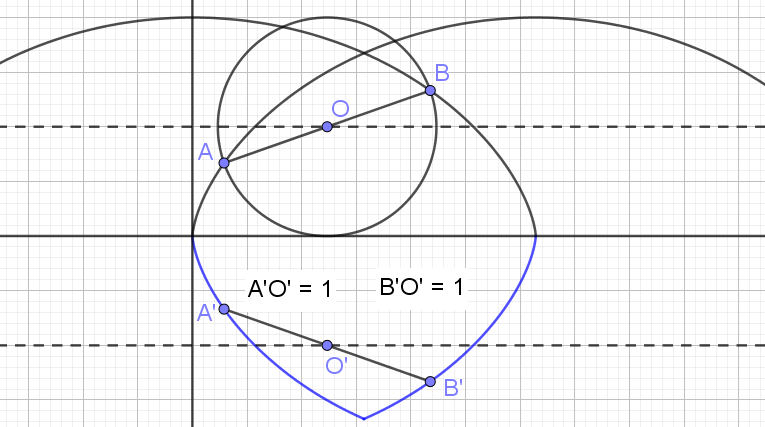 B
O
A
A'O' = 1
B'O' = 1
A'
O'
B'